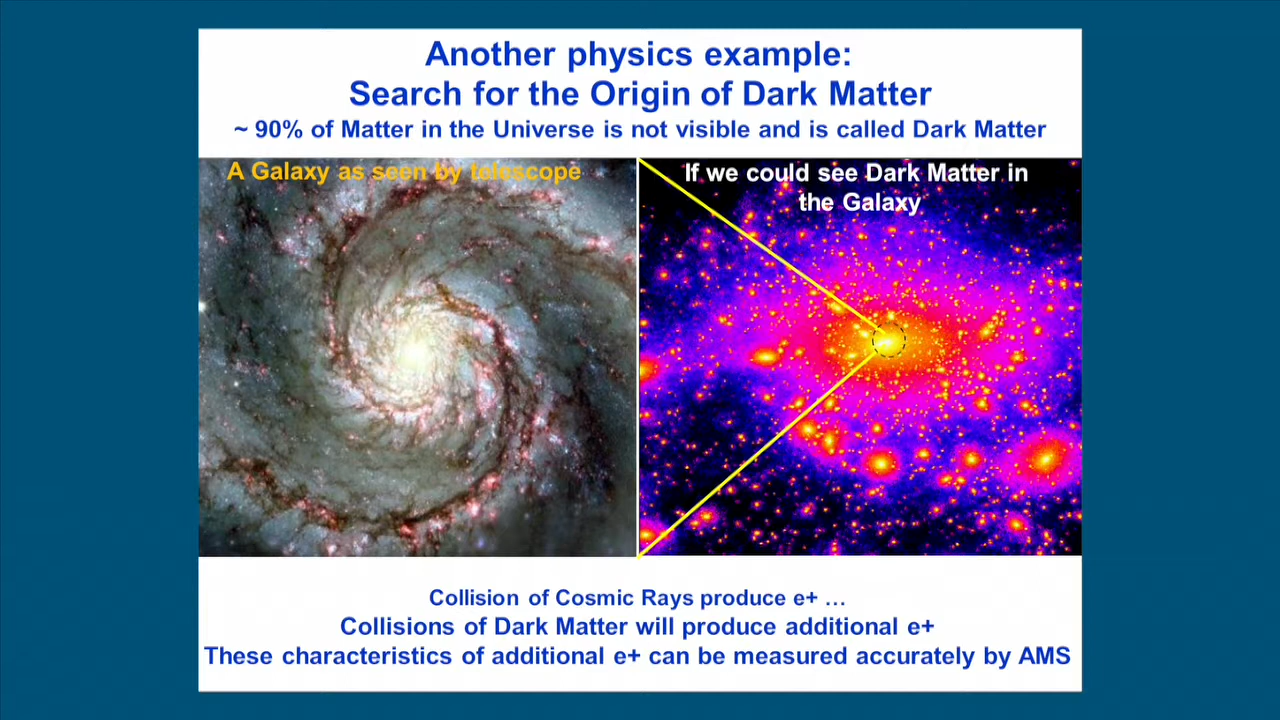 Another physics example:
Search for the Origin of Dark Matter
~ 90% of Matter in the Universe is not visible and is called Dark Matter
A Galaxy as seen by telescope
If we could see Dark Matter in
the Galaxy
Collision of Cosmic Rays produce e+ …
Collisions of Dark Matter will produce additional e+
These characteristics of additional e+ can be measured accurately by AMS